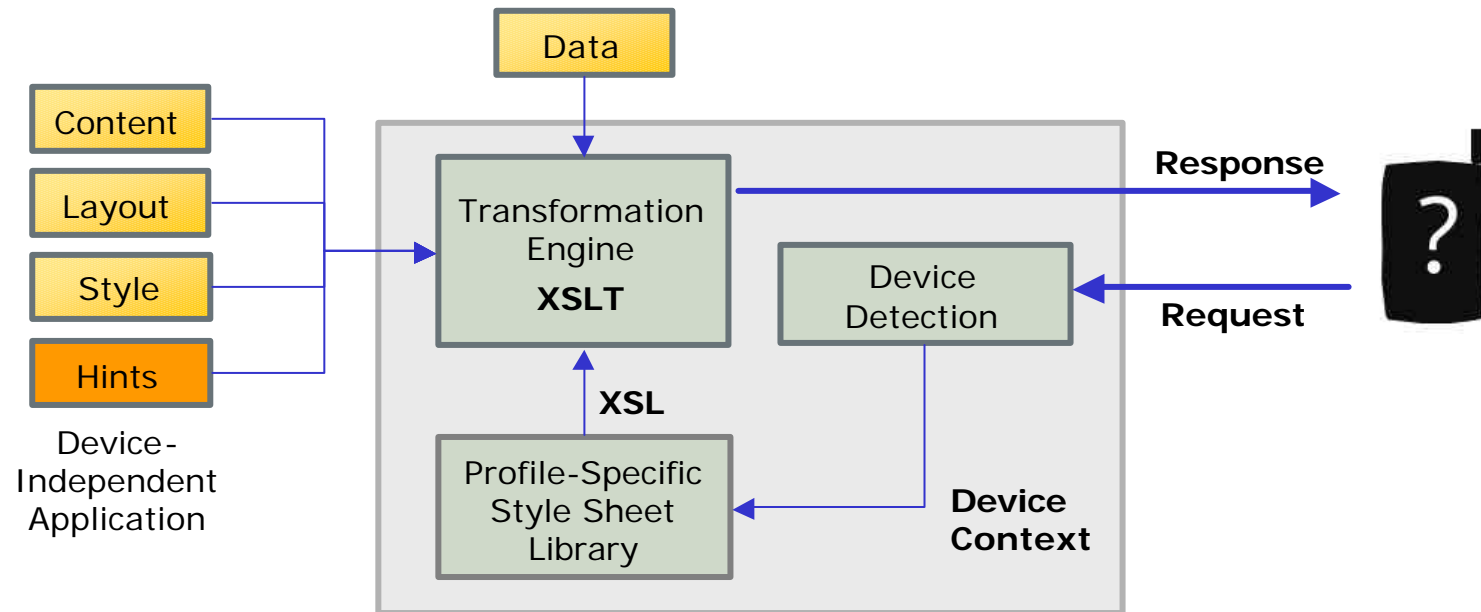 Data
Content
Layout
Style
Hints
Device-
Independent
Application
Transformation
Engine
XSLT
Response
?
Device
Detection
Request
XSL
Profile-Specific
Style Sheet
Library
Device
Context